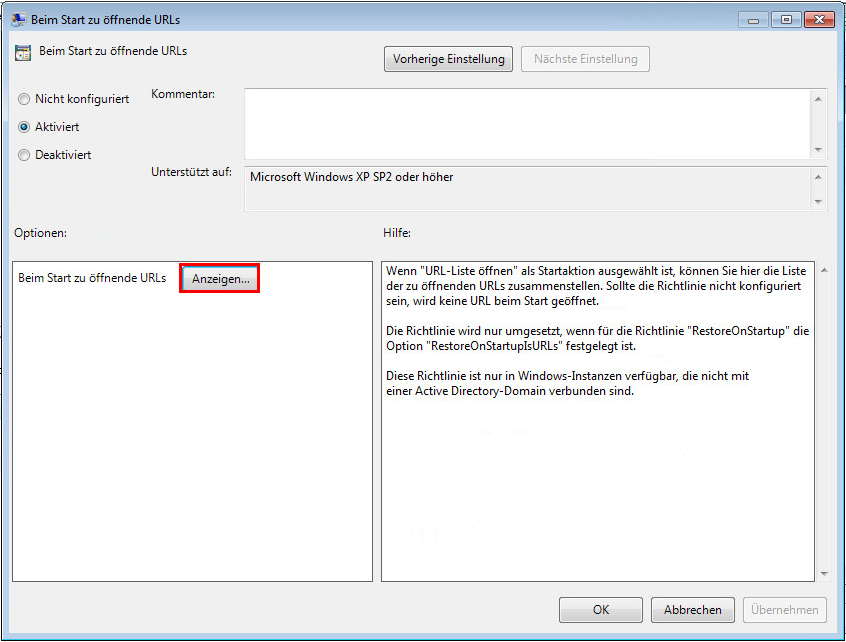 Beim Start zu öffnende URLs
Beim Start zu öffnende URLs
Vorherige Einstellung
Nächste Einstellung
Nicht konfiguriert
Aktiviert
Deaktiviert
Kommentar:
Unterstützt auf:
Microsoft Windows XP SP2 oder höher
Optionen:
Hilfe:
Beim Start zu öffnende URLs
Anzeigen...
Wenn "URL-Liste öffnen" als Startaktion ausgewählt ist, können Sie hier die Liste
der zu öffnenden URLs zusammenstellen. Sollte die Richtlinie nicht konfiguriert
sein, wird keine URL beim Start geöffnet.
Die Richtlinie wird nur umgesetzt, wenn für die Richtlinie "RestoreOnStartup" die
Option "RestoreOnStartupIsURLs" festgelegt ist.
Diese Richtlinie ist nur in Windows-Instanzen verfügbar, die nicht mit
einer Active Directory-Domain verbunden sind.
OK
Abbrechen
Übernehmen